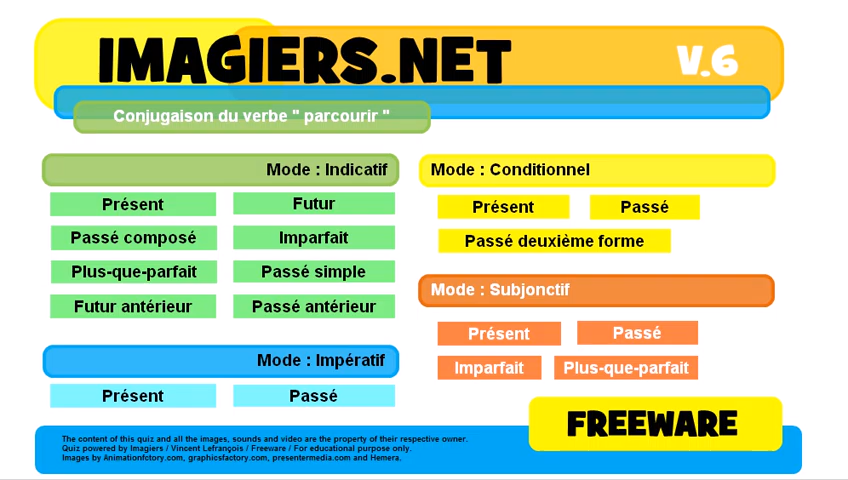 IMAGIERS.NET
V.6
Conjugaison du verbe " parcourir "
Mode : Indicatif
Présent
Futur
Passé composé
Imparfait
Plus-que-parfait
Passé simple
Futur antérieur
Passé antérieur
Mode : Impératif
Présent
Passé
Mode : Conditionnel
Présent
Passé
Passé deuxième forme
Mode : Subjonctif
Présent
Passé
Imparfait
Plus-que-parfait
FREEWARE
The content of this quiz and all the images, sounds and video are the property of their respective owner.
Quiz powered by Imagiers / Vincent Lefrançois / Freeware / For educational purpose only.
Images by Animationfctory.com, graphicsfactory.com, presentermedia.com and Hemera.